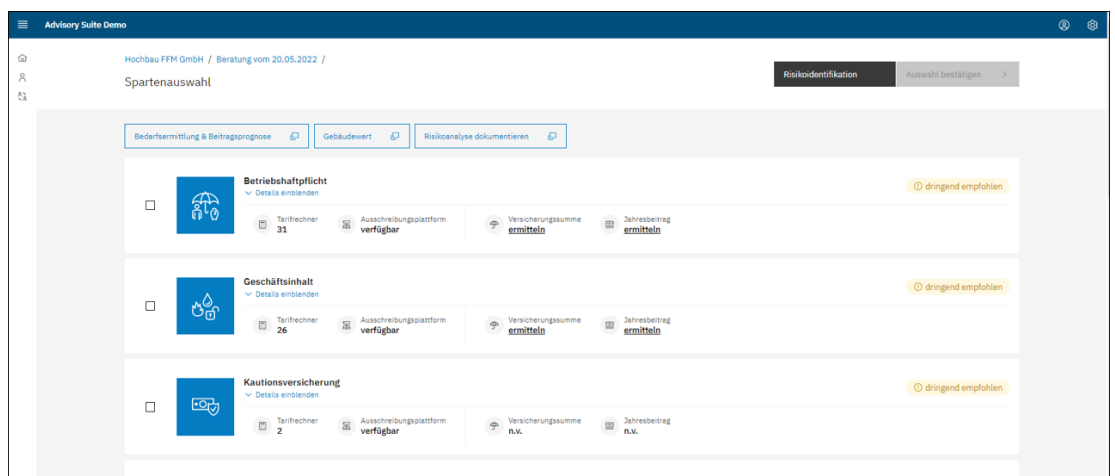 Advisory Suite Demo
Hochbau FFM GmbH / Beratung vom 20.05.2022 /
Spartenauswahl
Risikoidentifikation
Auswahl bestätigen
Bederfsermittlung & Beitragsprognose
Gebäudewert
Risikoanalyse dokumentieren
Betriebshaftpflicht
Details einblenden
dringend empfohlen
Tarifrechner
31
Ausschreibungsplattform
verfügbar
Versicherungssumme
ermitteln
Jahresbeitrag
ermitteln
Geschäftsinhalt
Details einblenden
dringend empfohlen
Tarifrechner
26
Ausschreibungsplattform
verfügbar
Versicherungssumme
ermitteln
Jahresbeitrag
ermitteln
Kautionsversicherung
Details einblenden
dringend empfohlen
Tarifrechner
2
Ausschreibungsplattform
verfügbar
Versicherungssumme
n.v.
Jahresbeitrag
n.v.